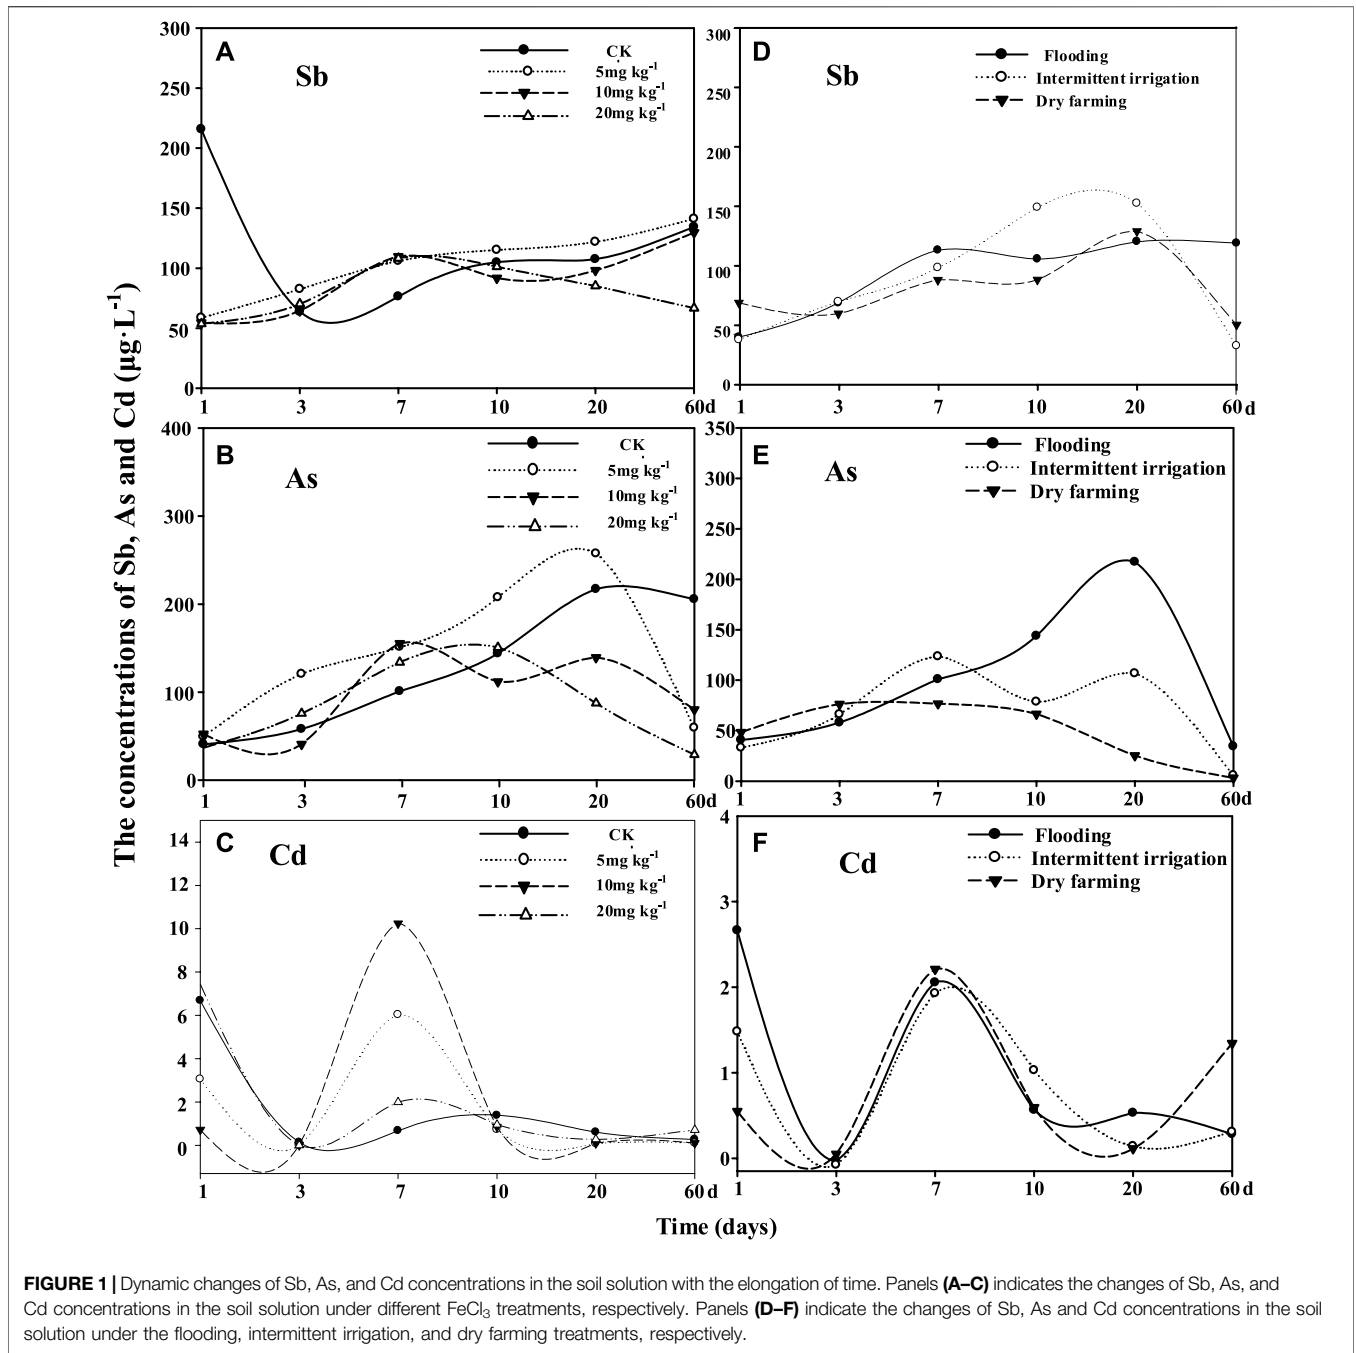 The concentrations of Sb, As and Cd (µg·L⁻¹)
A
Sb
CK
5mg kg⁻¹
10mg kg⁻¹
20mg kg⁻¹
300
250
200
150
100
50
0
1 3 7 10 20 60d
D
Sb
Flooding
Intermittent irrigation
Dry farming
300
250
200
150
100
50
0
1 3 7 10 20 60d
B
As
CK
5mg kg⁻¹
10mg kg⁻¹
20mg kg⁻¹
400
300
200
100
0
1 3 7 10 20 60d
E
As
Flooding
Intermittent irrigation
Dry farming
350
300
250
200
150
100
50
0
1 3 7 10 20 60d
C
Cd
CK
5mg kg⁻¹
10mg kg⁻¹
20mg kg⁻¹
14
12
10
8
6
4
2
0
1 3 7 10 20 60d
F
Cd
Flooding
Intermittent irrigation
Dry farming
4
3
2
1
0
1 3 7 10 20 60d
Time (days)
FIGURE 1 | Dynamic changes of Sb, As, and Cd concentrations in the soil solution with the elongation of time. Panels (A–C) indicates the changes of Sb, As, and
Cd concentrations in the soil solution under different FeCl₃ treatments, respectively. Panels (D–F) indicate the changes of Sb, As and Cd concentrations in the soil
solution under the flooding, intermittent irrigation, and dry farming treatments, respectively.